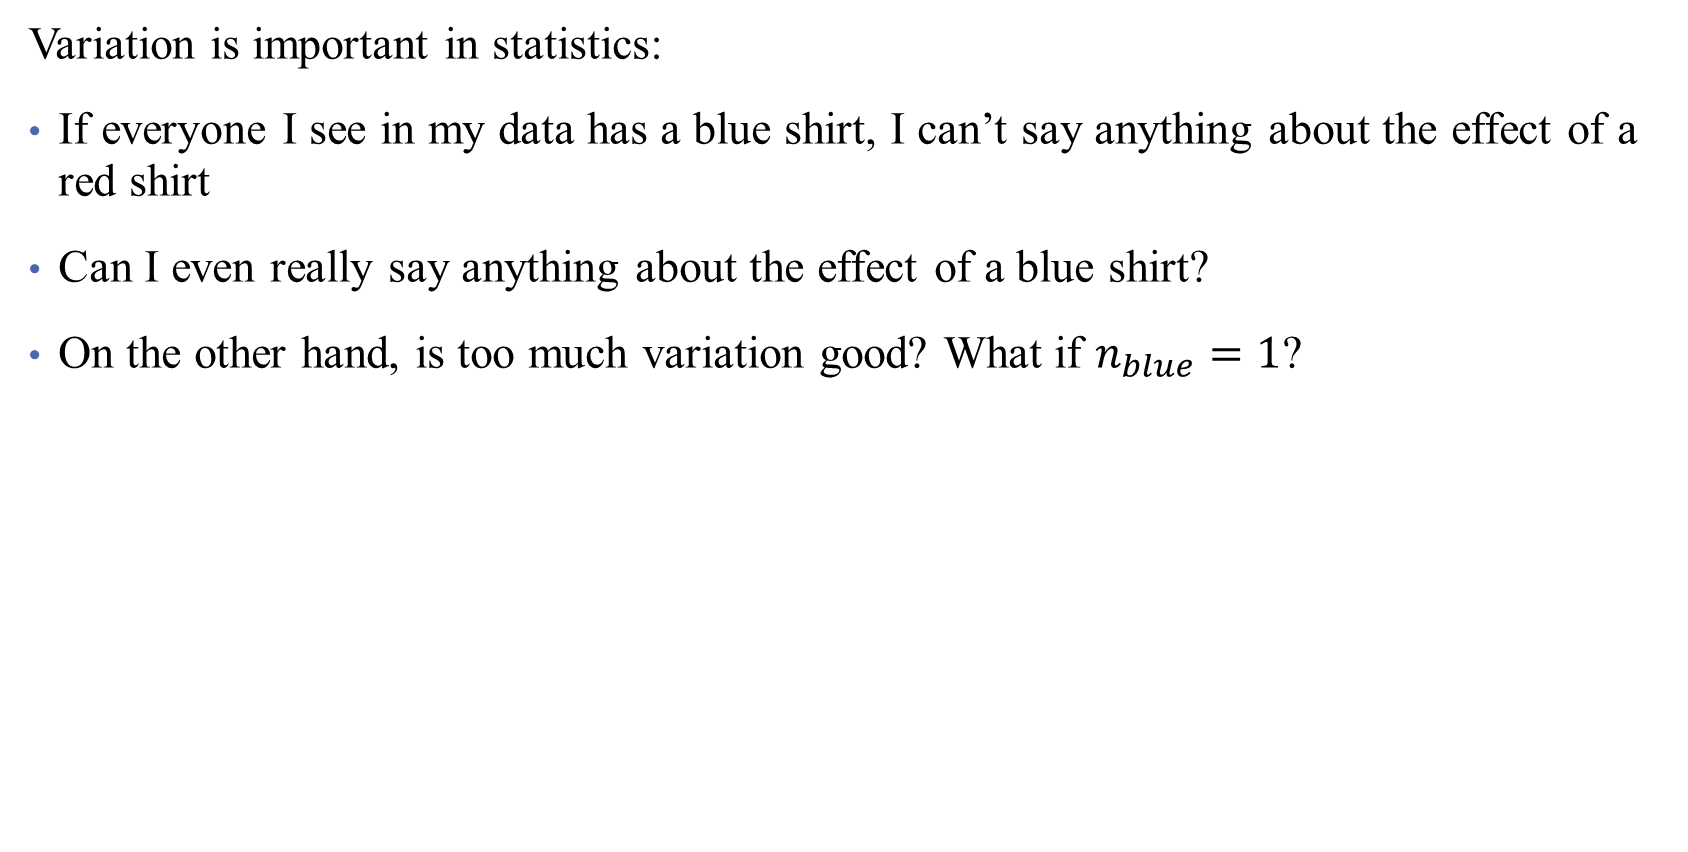 Variation is important in statistics:
• If everyone I see in my data has a blue shirt, I can’t say anything about the effect of a
red shirt
• Can I even really say anything about the effect of a blue shirt?
• On the other hand, is too much variation good? What if n_blue = 1?